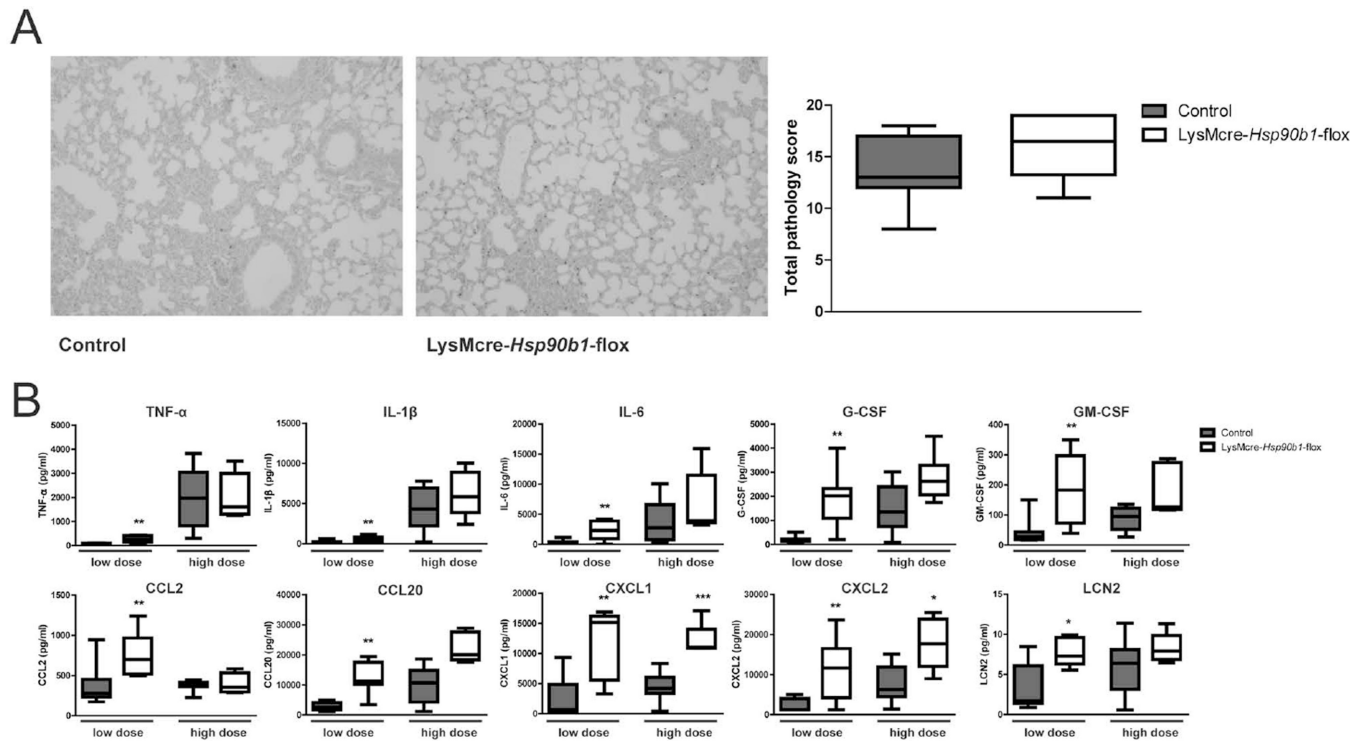 A
Control
LysMcre-Hsp90b1-flox
Total pathology score
20
15
10
5
0
Control
LysMcre-Hsp90b1-flox
B
TNF-α
TNF-α (pg/ml)
5000
4000
3000
2000
1000
0
**
low dose
high dose
IL-1β
IL-1β (pg/ml)
15000
10000
5000
0
**
low dose
high dose
IL-6
IL-6 (pg/ml)
20000
15000
10000
5000
0
**
low dose
high dose
G-CSF
G-CSF (pg/ml)
5000
4000
3000
2000
1000
0
**
low dose
high dose
GM-CSF
GM-CSF (pg/ml)
400
300
200
100
0
**
low dose
high dose
Control
LysMcre-Hsp90b1-flox
CCL2
CCL2 (pg/ml)
1500
1000
500
0
**
low dose
high dose
CCL20
CCL20 (pg/ml)
40000
30000
20000
10000
0
**
low dose
high dose
CXCL1
CXCL1 (pg/ml)
20000
15000
10000
5000
0
**
***
low dose
high dose
CXCL2
CXCL2 (pg/ml)
30000
20000
10000
0
**
*
low dose
high dose
LCN2
LCN2 (pg/ml)
15
10
5
0
*
low dose
high dose